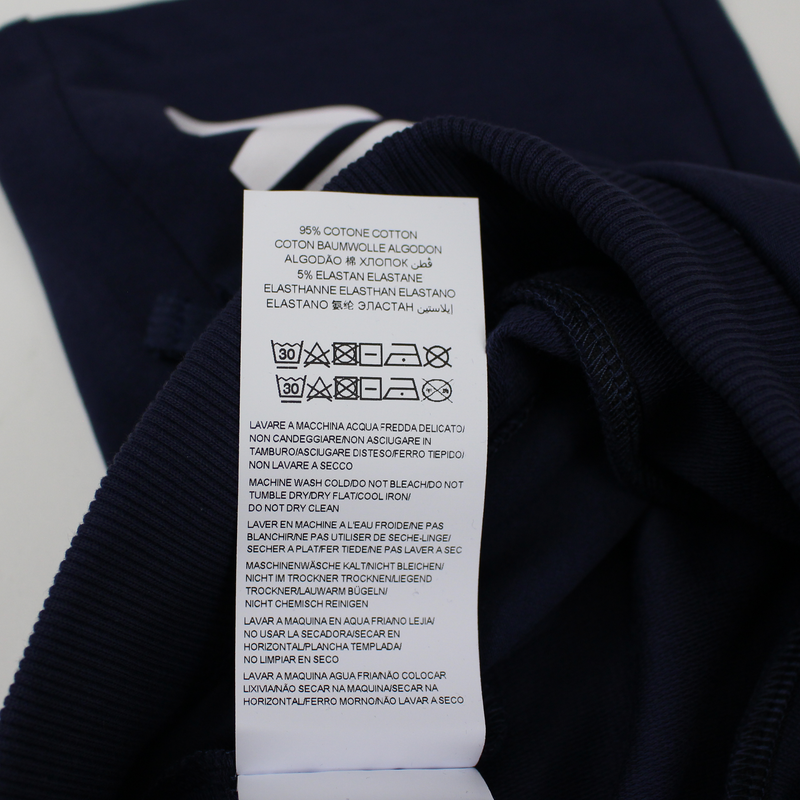 95% COTONE COTTON
COTON BAUMWOLLE ALGODON
ALGODÃO 棉 ХЛОПОК قطن
5% ELASTAN ELASTANE
ELASTHANNE ELASTHAN ELASTANO
ELASTANO 氨纶 ЭЛАСТАН إيلاستين
30
30
LAVARE A MACCHINA ACQUA FREDDA DELICATO/
NON CANDEGGIARE/NON ASCIUGARE IN
TAMBURO/ASCIUGARE DISTESO/FERRO TIEPIDO/
NON LAVARE A SECCO
MACHINE WASH COLD/DO NOT BLEACH/DO NOT
TUMBLE DRY/DRY FLAT/COOL IRON/
DO NOT DRY CLEAN
LAVER EN MACHINE A L'EAU FROIDE/NE PAS
BLANCHIR/NE PAS UTILISER DE SECHE-LINGE/
SECHER A PLAT/FER TIEDE/NE PAS LAVER A SEC
MASCHINENWÄSCHE KALT/NICHT BLEICHEN/
NICHT IM TROCKNER TROCKNEN/LIEGEND
TROCKNEN/LAUWARM BÜGELN/
NICHT CHEMISCH REINIGEN
LAVAR A MAQUINA EN AQUA FRIA/NO LEJIA/
NO USAR LA SECADORA/SECAR EN
HORIZONTAL/PLANCHA TEMPLADA/
NO LIMPIAR EN SECO
LAVAR A MAQUINA AGUA FRIA/NÃO COLOCAR
LIXIVIA/NÃO SECAR NA MAQUINA/SECAR NA
HORIZONTAL/FERRO MORNO/NÃO LAVAR A SECO